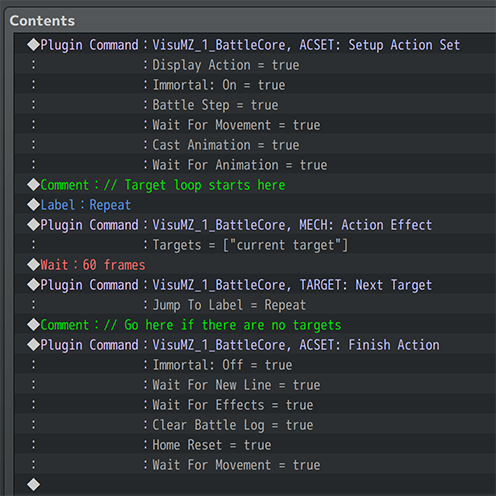 Contents
◆Plugin Command：VisuMZ_1_BattleCore, ACSET: Setup Action Set
：　　　　　　　：Display Action = true
：　　　　　　　：Immortal: On = true
：　　　　　　　：Battle Step = true
：　　　　　　　：Wait For Movement = true
：　　　　　　　：Cast Animation = true
：　　　　　　　：Wait For Animation = true
◆Comment：// Target loop starts here
◆Label：Repeat
◆Plugin Command：VisuMZ_1_BattleCore, MECH: Action Effect
：　　　　　　　：Targets = ["current target"]
◆Wait：60 frames
◆Plugin Command：VisuMZ_1_BattleCore, TARGET: Next Target
：　　　　　　　：Jump To Label = Repeat
◆Comment：// Go here if there are no targets
◆Plugin Command：VisuMZ_1_BattleCore, ACSET: Finish Action
：　　　　　　　：Immortal: Off = true
：　　　　　　　：Wait For New Line = true
：　　　　　　　：Wait For Effects = true
：　　　　　　　：Clear Battle Log = true
：　　　　　　　：Home Reset = true
：　　　　　　　：Wait For Movement = true
◆